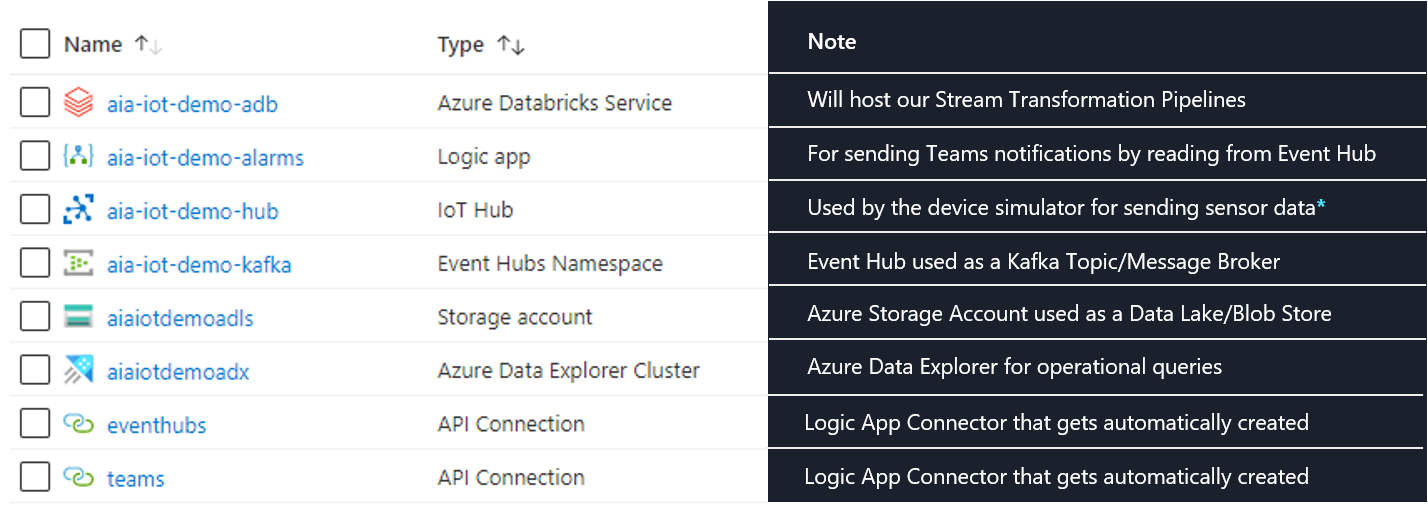 Name ↑↓ Type ↑↓ Note
aia-iot-demo-adb Azure Databricks Service Will host our Stream Transformation Pipelines
aia-iot-demo-alarms Logic app For sending Teams notifications by reading from Event Hub
aia-iot-demo-hub IoT Hub Used by the device simulator for sending sensor data*
aia-iot-demo-kafka Event Hubs Namespace Event Hub used as a Kafka Topic/Message Broker
aiaiotdemoadls Storage account Azure Storage Account used as a Data Lake/Blob Store
aiaiotdemoadx Azure Data Explorer Cluster Azure Data Explorer for operational queries
eventhubs API Connection Logic App Connector that gets automatically created
teams API Connection Logic App Connector that gets automatically created